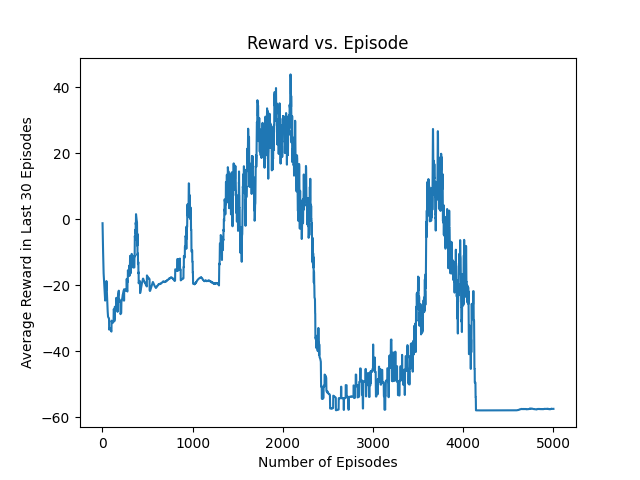 Reward vs. Episode
Average Reward in Last 30 Episodes
40
20
0
−20
−40
−60
0 1000 2000 3000 4000 5000
Number of Episodes